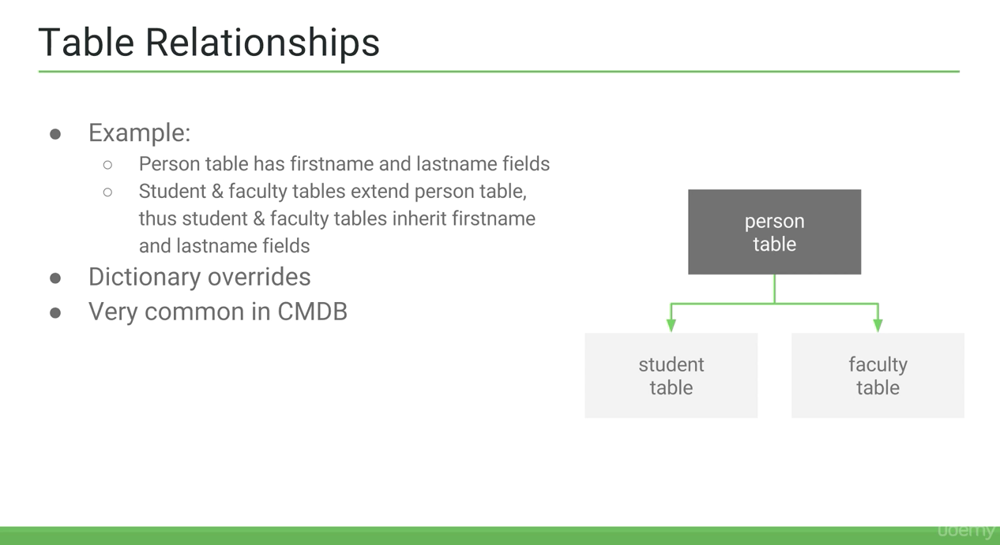 Table Relationships
● Example:
○ Person table has firstname and lastname fields
○ Student & faculty tables extend person table,
thus student & faculty tables inherit firstname
and lastname fields
● Dictionary overrides
● Very common in CMDB
person
table
student
table
faculty
table
udemy